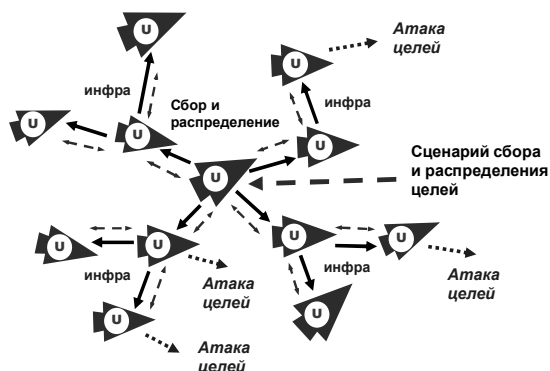 Атака
целей
U
U
инфра
инфра
Сбор и
распределение
U
U
U
U
Сценарий сбора
и распределения
целей
U
U
U
U
инфра
Атака
целей
инфра
Атака
целей
U
U
Атака
целей